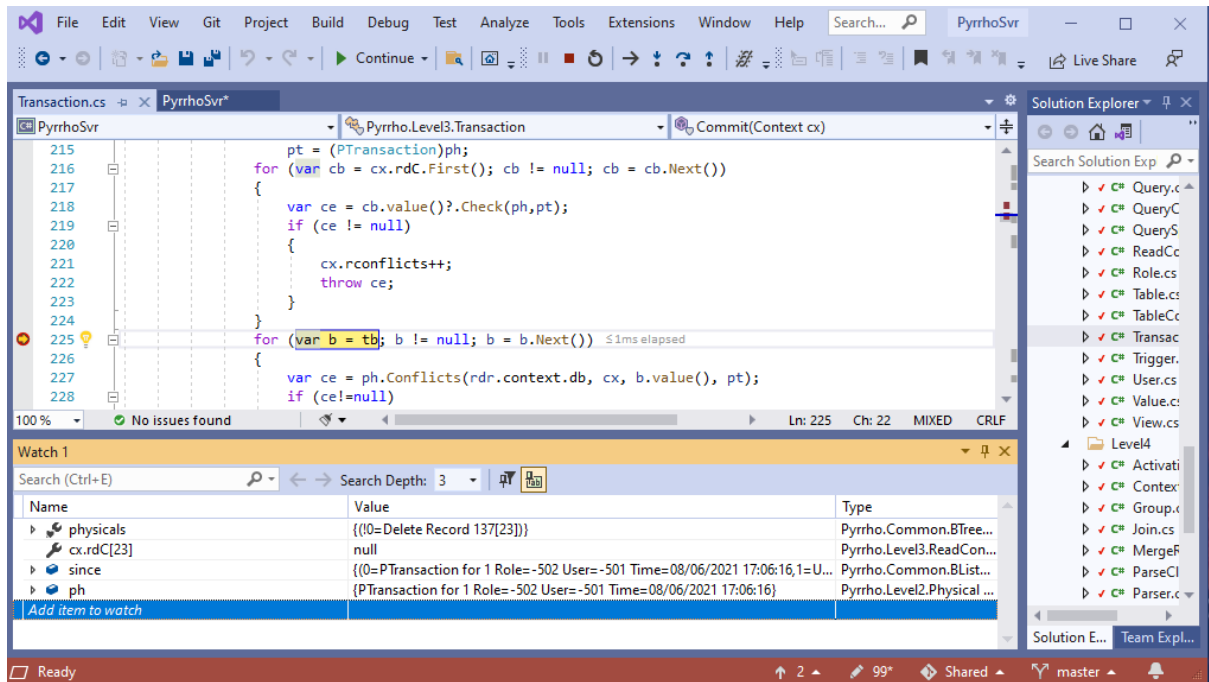 File Edit View Git Project Build Debug Test Analyze Tools Extensions Window Help Search... PyrrhoSvr
Continue Live Share
Transaction.cs PyrrhoSvr*
PyrrhoSvr Pyrrho.Level3.Transaction Commit(Context cx)
215 pt = (PTransaction)ph;
216 for (var cb = cx.rdC.First(); cb != null; cb = cb.Next())
217 {
218 var ce = cb.value()?.Check(ph,pt);
219 if (ce != null)
220 {
221 cx.rconflicts++;
222 throw ce;
223 }
224 }
225 for (var b = tb; b != null; b = b.Next()) ≤1ms elapsed
226 {
227 var ce = ph.Conflicts(rdr.context.db, cx, b.value(), pt);
228 if (ce!=null)
100 % No issues found Ln: 225 Ch: 22 MIXED CRLF
Watch 1
Search (Ctrl+E) Search Depth: 3
Name Value Type
physicals {(!0=Delete Record 137[23])} Pyrrho.Common.BTree...
cx.rdC[23] null Pyrrho.Level3.ReadCon...
since {(0=PTransaction for 1 Role=-502 User=-501 Time=08/06/2021 17:06:16,1=U... Pyrrho.Common.BList...
ph {PTransaction for 1 Role=-502 User=-501 Time=08/06/2021 17:06:16} Pyrrho.Level2.Physical ...
Add item to watch
Solution Explorer
Search Solution Exp
C# Query.c
C# QueryC
C# QueryS
C# ReadCo
C# Role.cs
C# Table.cs
C# TableCo
C# Transac
C# Trigger.
C# User.cs
C# Value.cs
C# View.cs
Level4
C# Activati
C# Context
C# Group.c
C# Join.cs
C# MergeR
C# ParseCl
C# Parser.c
Solution E... Team Expl...
Ready 2 99* Shared master